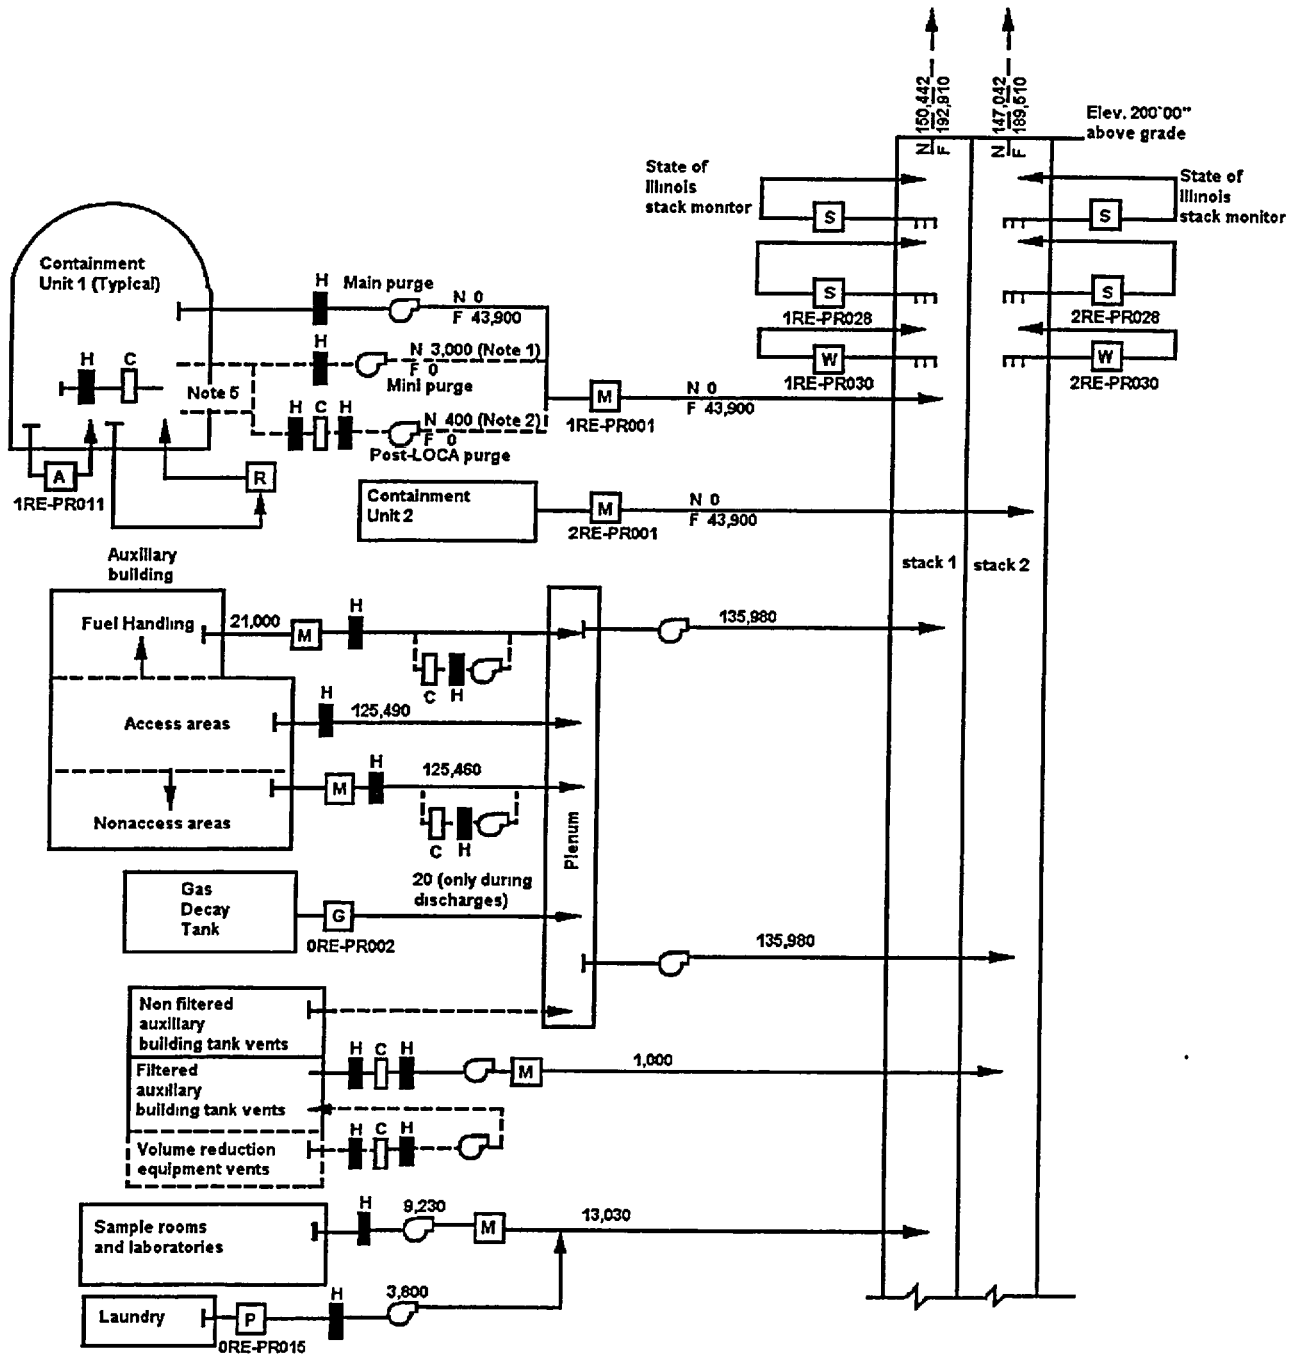 N 150,442
F 192,910
N 147,042
F 189,510
Elev. 200'00"
above grade
State of
Illinois
stack monitor
S
S
1RE-PR028
W
1RE-PR030
State of
Illinois
stack monitor
S
S
2RE-PR028
W
2RE-PR030
Containment
Unit 1 (Typical)
H
C
Note 5
A
1RE-PR011
R
H
Main purge
N 0
F 43,900
H
N 3,000 (Note 1)
F 0
Mini purge
H
C
H
N 400 (Note 2)
F 0
Post-LOCA purge
M
1RE-PR001
N 0
F 43,900
Containment
Unit 2
M
2RE-PR001
N 0
F 43,900
stack 1
stack 2
Auxillary
building
Fuel Handling
21,000
M
H
C
H
135,980
Access areas
H
125,490
Nonaccess areas
M
H
125,460
C
H
Plenum
Gas
Decay
Tank
G
0RE-PR002
20 (only during
discharges)
135,980
Non filtered
auxillary
building tank vents
Filtered
auxillary
building tank vents
H
C
H
M
1,000
Volume reduction
equipment vents
H
C
H
Sample rooms
and laboratories
H
9,230
M
13,030
Laundry
P
0RE-PR015
H
3,800